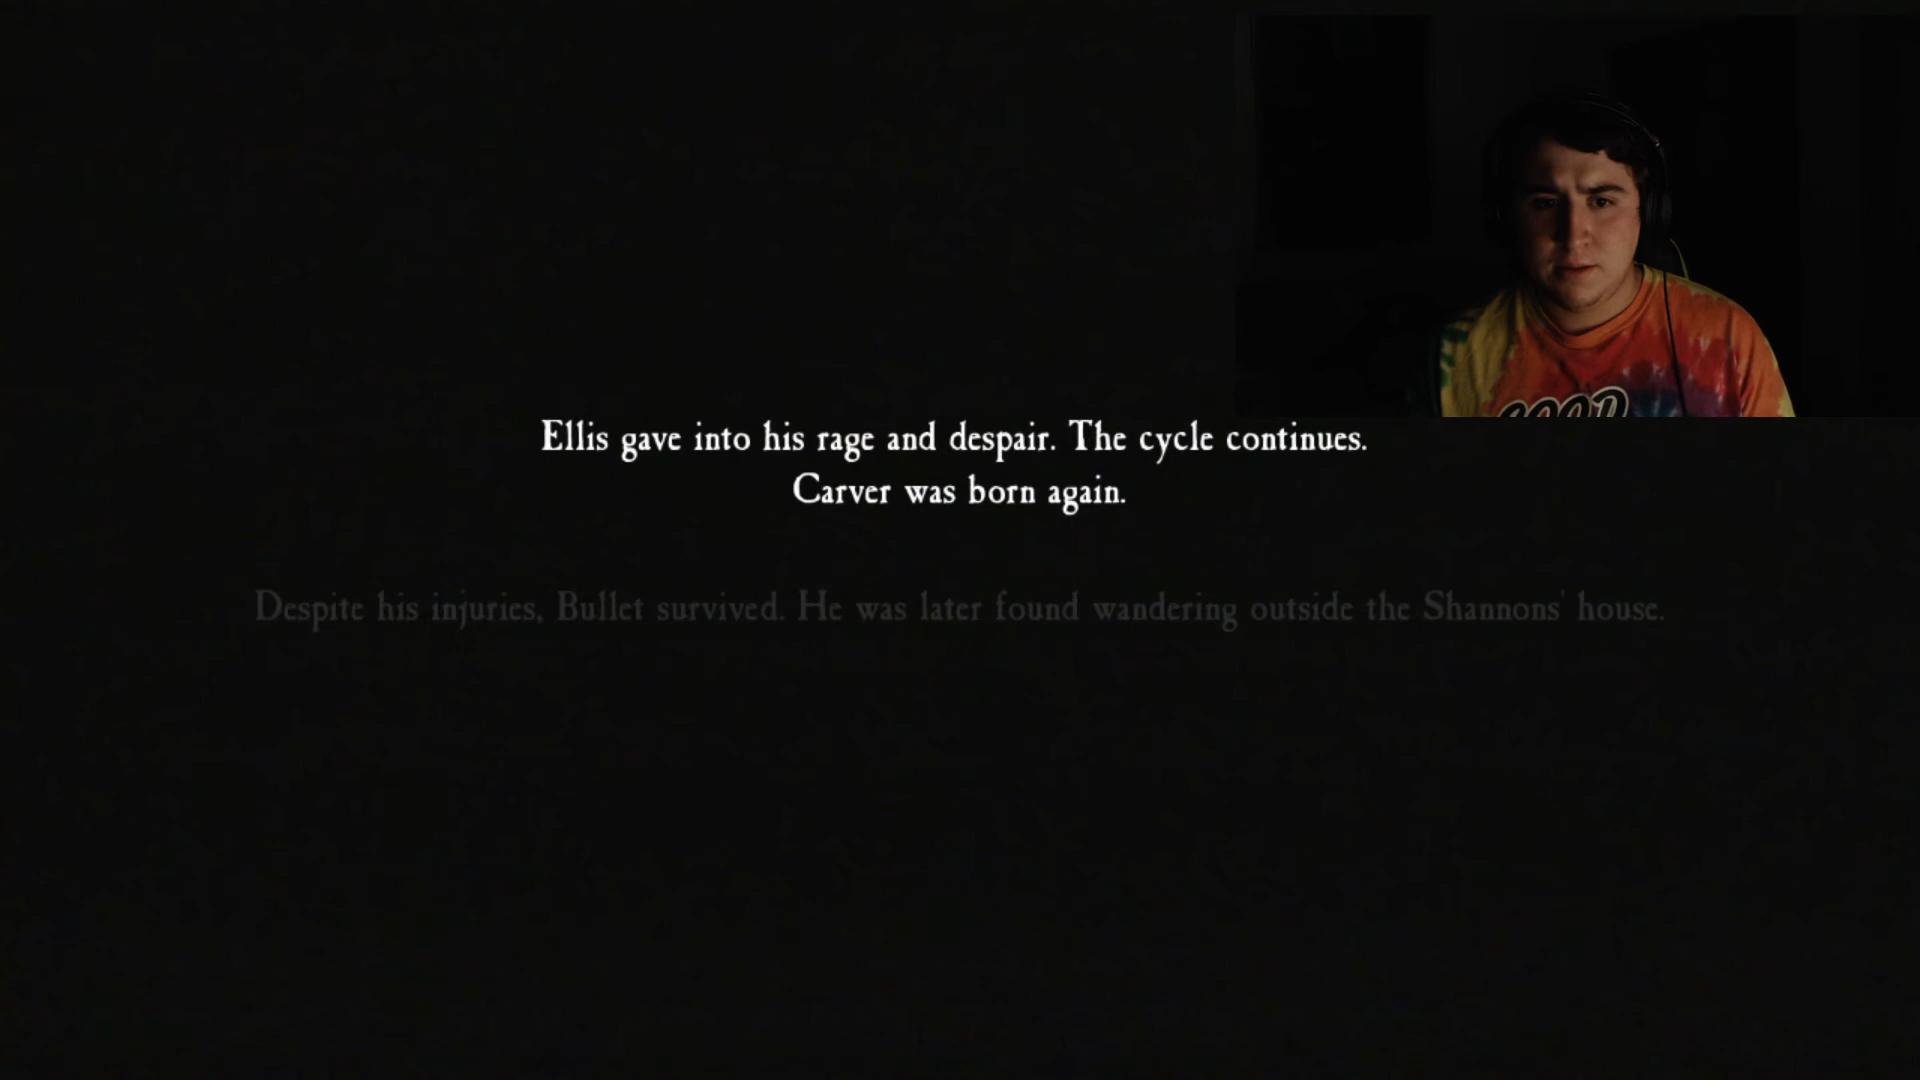 GOOD
Ellis gave into his rage and despair. The cycle continues.
Carver was born again.
Despite his injuries, Bullet survived. He was later found wandering outside the Shannons' house.